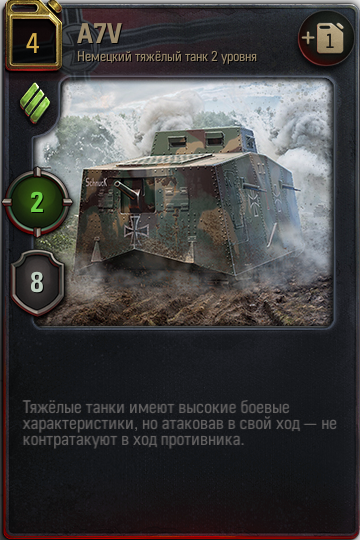 4
A7V
Немецкий тяжёлый танк 2 уровня
+1
Schnuck
2
8
Тяжёлые танки имеют высокие боевые
характеристики, но атаковав в свой ход — не
контратакуют в ход противника.